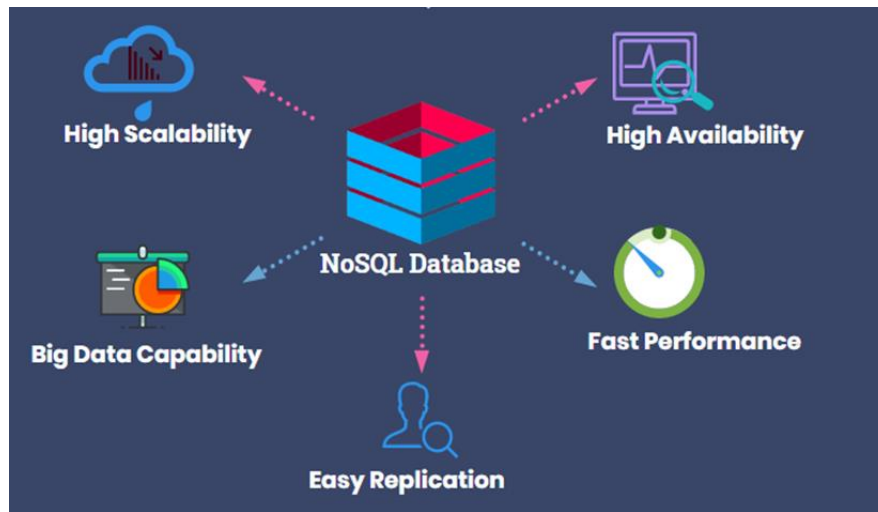 High Scalability
High Availability
NoSQL Database
Big Data Capability
Fast Performance
Easy Replication